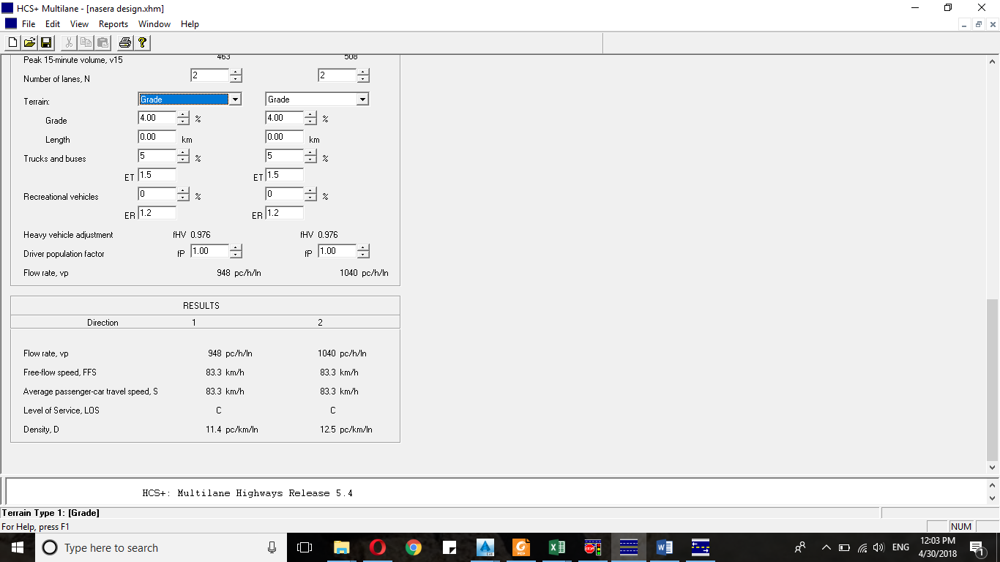 HCS+ Multilane - [nasera design.xhm]
File Edit View Reports Window Help
Peak 15-minute volume, v15 463 508
Number of lanes, N 2 2
Terrain: Grade Grade
Grade 4.00 % 4.00 %
Length 0.00 km 0.00 km
Trucks and buses 5 % 5 %
ET 1.5 ET 1.5
Recreational vehicles 0 % 0 %
ER 1.2 ER 1.2
Heavy vehicle adjustment fHV 0.976 fHV 0.976
Driver population factor fP 1.00 fP 1.00
Flow rate, vp 948 pc/h/ln 1040 pc/h/ln
RESULTS
Direction 1 2
Flow rate, vp 948 pc/h/ln 1040 pc/h/ln
Free-flow speed, FFS 83.3 km/h 83.3 km/h
Average passenger-car travel speed, S 83.3 km/h 83.3 km/h
Level of Service, LOS C C
Density, D 11.4 pc/km/ln 12.5 pc/km/ln
HCS+: Multilane Highways Release 5.4
Terrain Type 1: [Grade]
For Help, press F1 NUM
Type here to search ENG 12:03 PM
4/30/2018 1